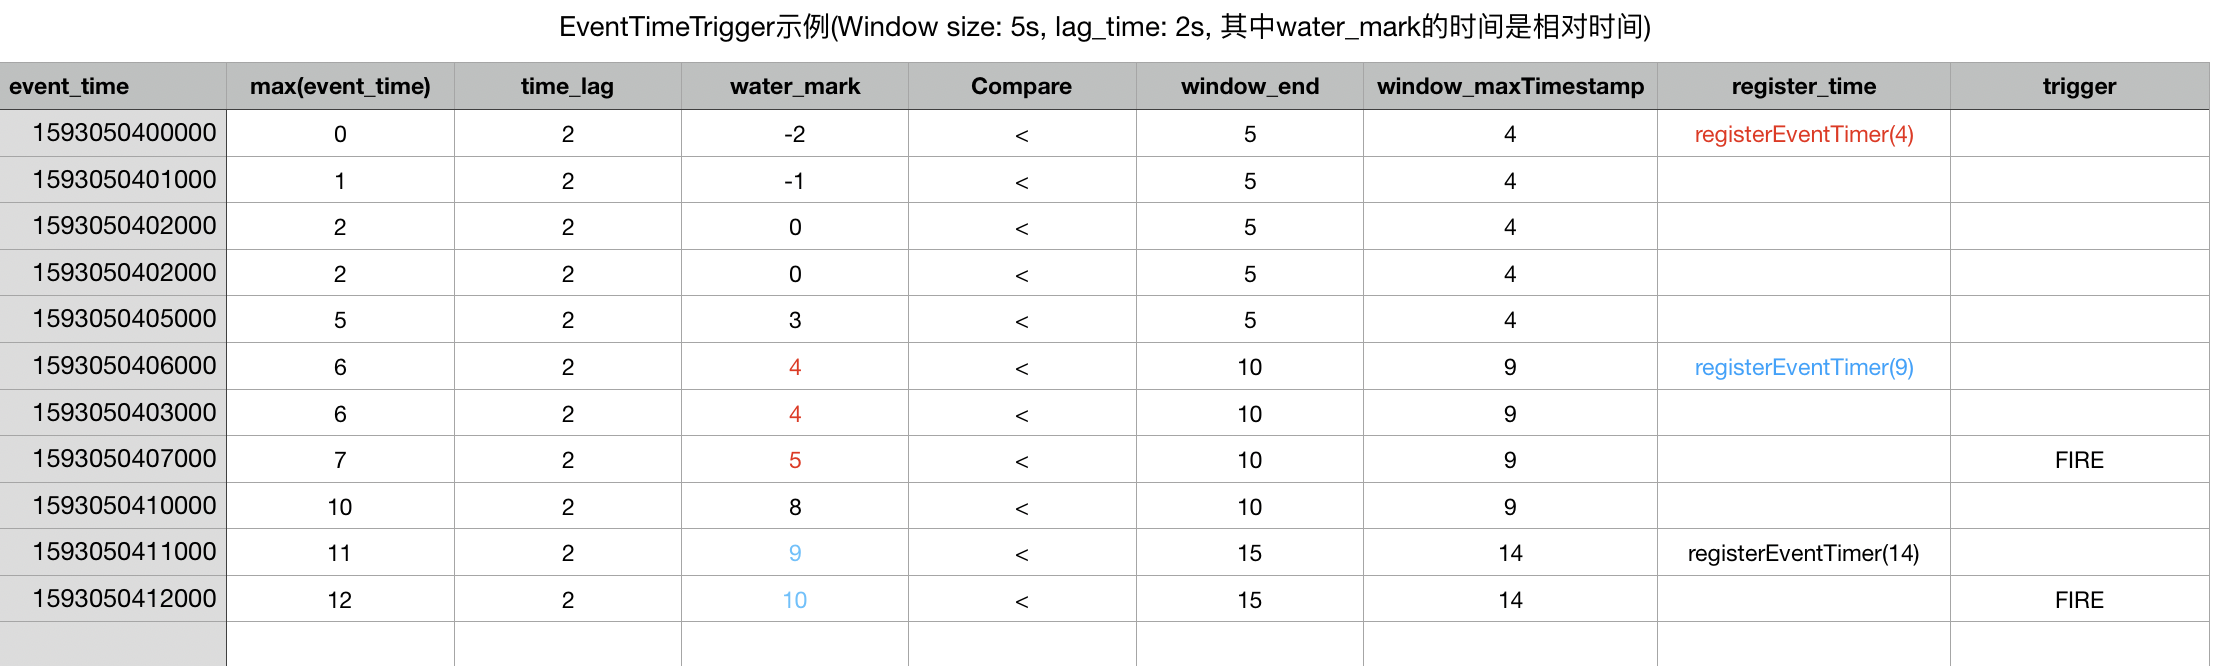 EventTimeTrigger示例(Window size: 5s, lag_time: 2s, 其中water_mark的时间是相对时间)
event_time max(event_time) time_lag water_mark Compare window_end window_maxTimestamp register_time trigger
1593050400000 0 2 -2 < 5 4 registerEventTimer(4)
1593050401000 1 2 -1 < 5 4
1593050402000 2 2 0 < 5 4
1593050402000 2 2 0 < 5 4
1593050405000 5 2 3 < 5 4
1593050406000 6 2 4 < 10 9 registerEventTimer(9)
1593050403000 6 2 4 < 10 9
1593050407000 7 2 5 < 10 9 FIRE
1593050410000 10 2 8 < 10 9
1593050411000 11 2 9 < 15 14 registerEventTimer(14)
1593050412000 12 2 10 < 15 14 FIRE